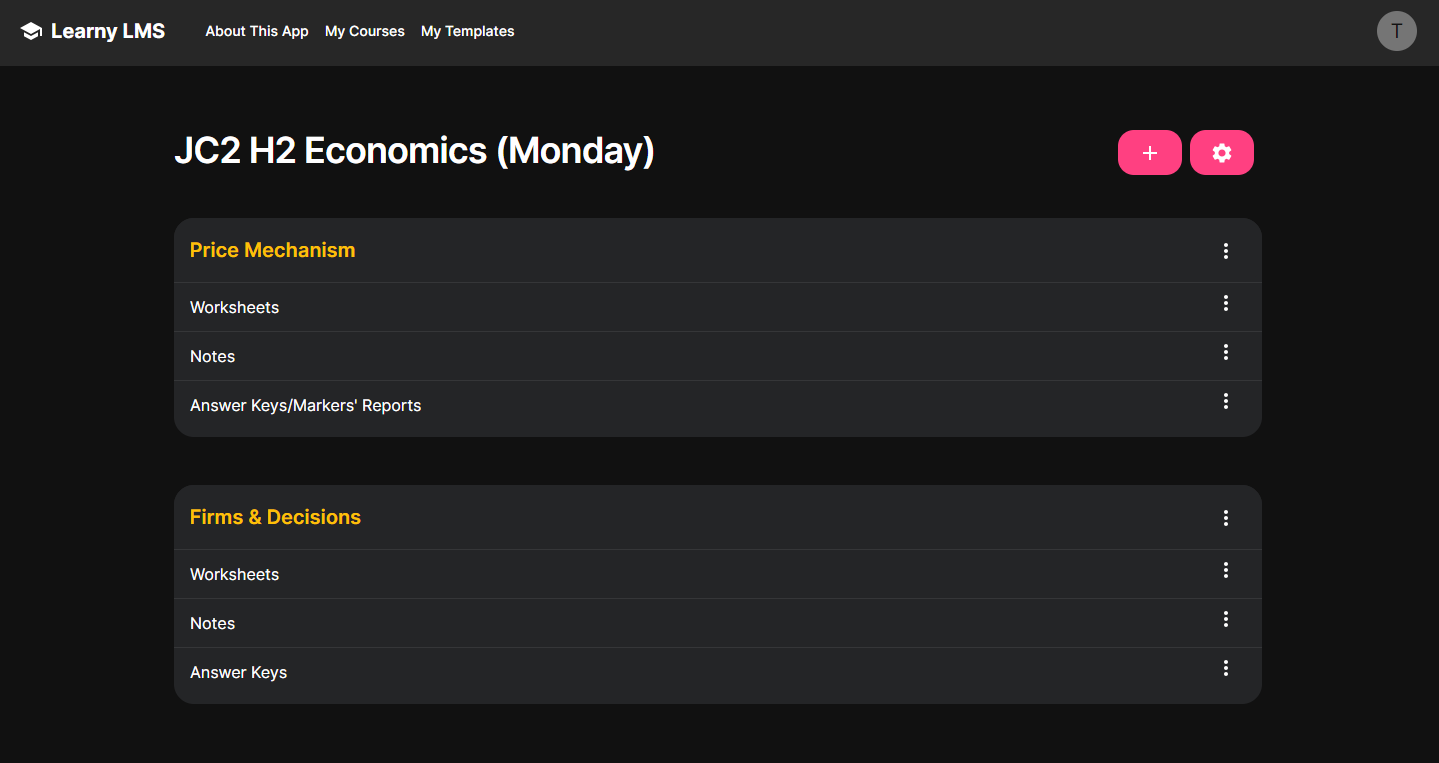 Learny LMS About This App My Courses My Templates T
JC2 H2 Economics (Monday)
Price Mechanism
Worksheets
Notes
Answer Keys/Markers' Reports
Firms & Decisions
Worksheets
Notes
Answer Keys